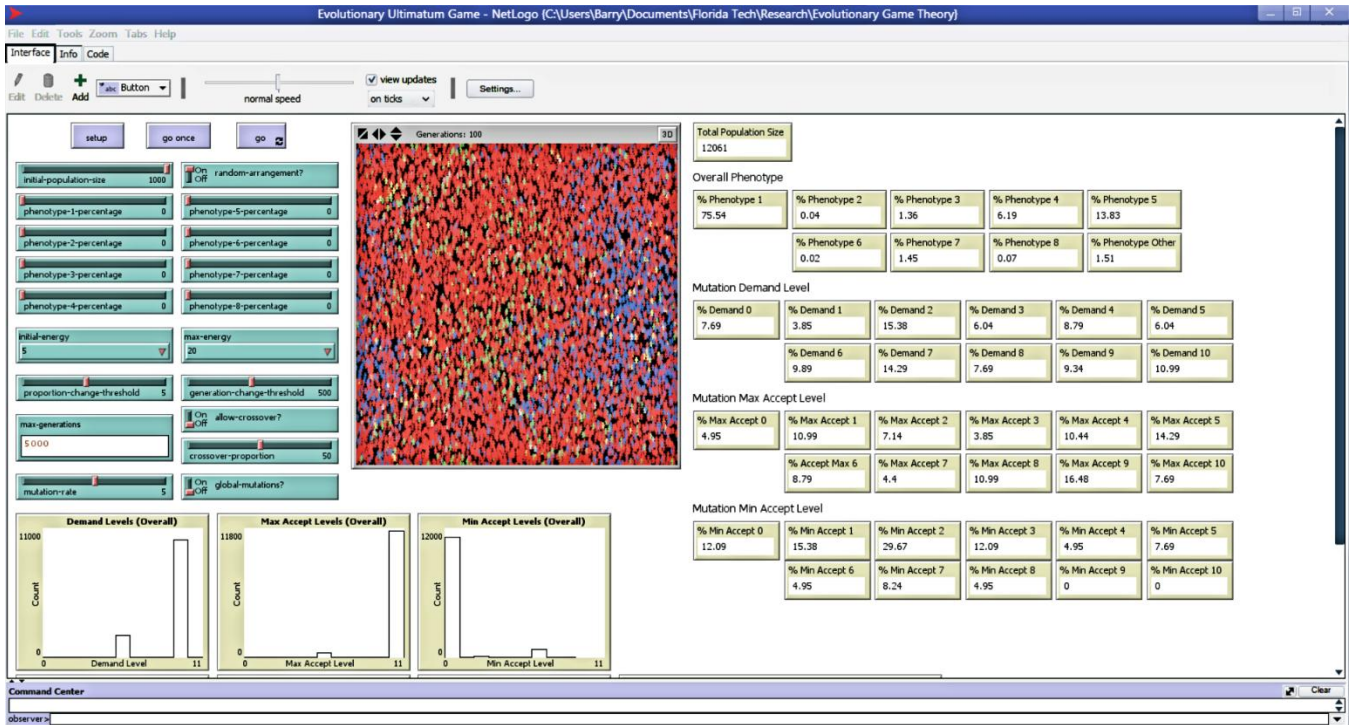 Evolutionary Ultimatum Game - NetLogo {C:\Users\Barry\Documents\Florida Tech\Research\Evolutionary Game Theory}
File Edit Tools Zoom Tabs Help
Interface Info Code
Edit Delete Add abc Button normal speed view updates on ticks Settings...
setup go once go
Generations: 100 3D
initial-population-size 1000 On Off random-arrangement?
phenotype-1-percentage 0 phenotype-5-percentage 0
phenotype-2-percentage 0 phenotype-6-percentage 0
phenotype-3-percentage 0 phenotype-7-percentage 0
phenotype-4-percentage 0 phenotype-8-percentage 0
initial-energy max-energy
5 20
proportion-change-threshold 5 generation-change-threshold 500
max-generations On Off allow-crossover?
5000
crossover-proportion 50
mutation-rate 5 On Off global-mutations?
Total Population Size
12061
Overall Phenotype
% Phenotype 1 % Phenotype 2 % Phenotype 3 % Phenotype 4 % Phenotype 5
75.54 0.04 1.36 6.19 13.83
% Phenotype 6 % Phenotype 7 % Phenotype 8 % Phenotype Other
0.02 1.45 0.07 1.51
Mutation Demand Level
% Demand 0 % Demand 1 % Demand 2 % Demand 3 % Demand 4 % Demand 5
7.69 3.85 15.38 6.04 8.79 6.04
% Demand 6 % Demand 7 % Demand 8 % Demand 9 % Demand 10
9.89 14.29 7.69 9.34 10.99
Mutation Max Accept Level
% Max Accept 0 % Max Accept 1 % Max Accept 2 % Max Accept 3 % Max Accept 4 % Max Accept 5
4.95 10.99 7.14 3.85 10.44 14.29
% Accept Max 6 % Max Accept 7 % Max Accept 8 % Max Accept 9 % Max Accept 10
8.79 4.4 10.99 16.48 7.69
Mutation Min Accept Level
% Min Accept 0 % Min Accept 1 % Min Accept 2 % Min Accept 3 % Min Accept 4 % Min Accept 5
12.09 15.38 29.67 12.09 4.95 7.69
% Min Accept 6 % Min Accept 7 % Min Accept 8 % Min Accept 9 % Min Accept 10
4.95 8.24 4.95 0 0
Demand Levels (Overall)
11000
Count
0
0 Demand Level 11
Max Accept Levels (Overall)
11800
Count
0
0 Max Accept Level 11
Min Accept Levels (Overall)
12000
Count
0
0 Min Accept Level 11
Command Center Clear
observer>